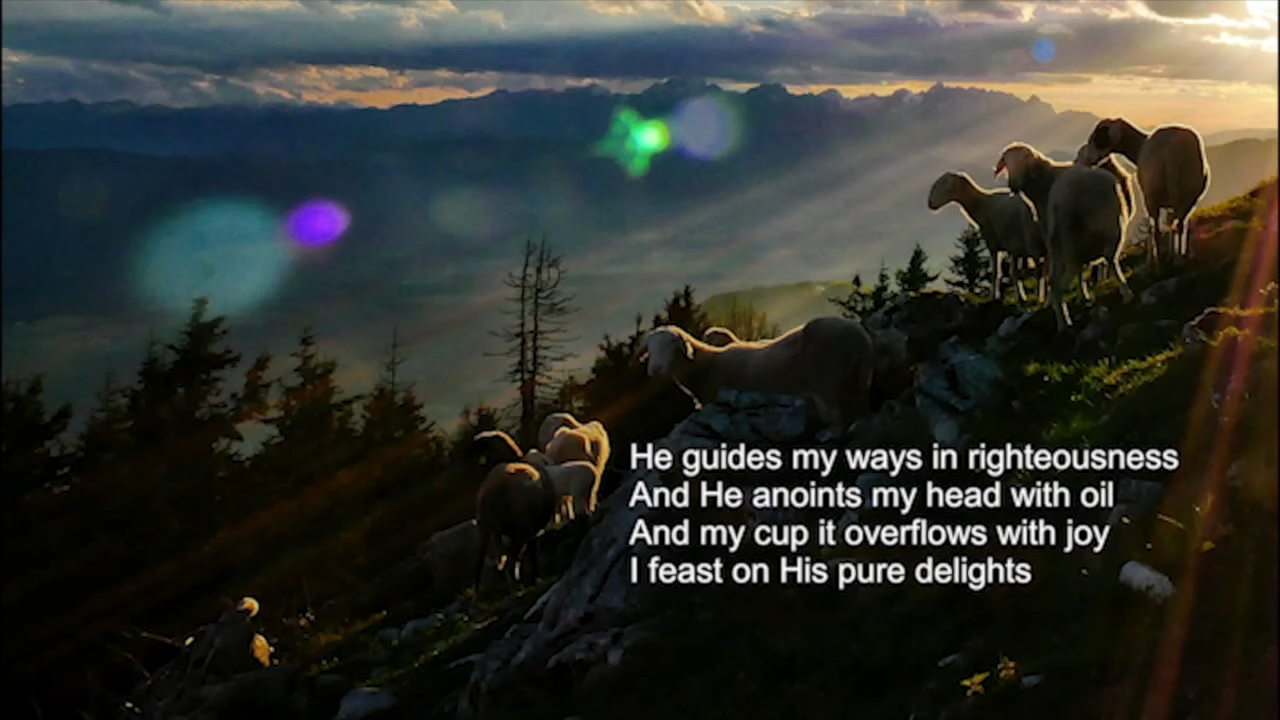 He guides my ways in righteousness
And He anoints my head with oil
And my cup it overflows with joy
I feast on His pure delights